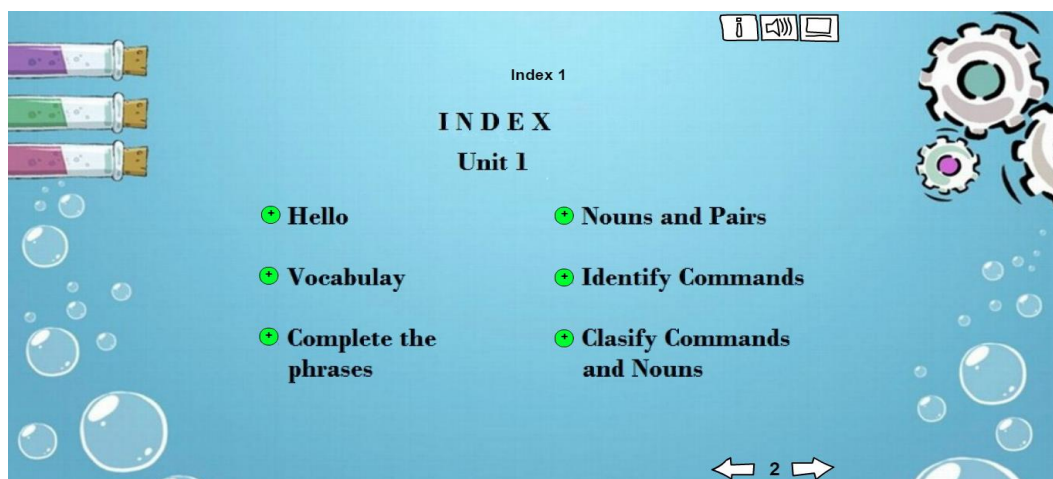 Index 1
INDEX
Unit 1
Hello
Vocabulay
Complete the
phrases
Nouns and Pairs
Identify Commands
Clasify Commands
and Nouns
2